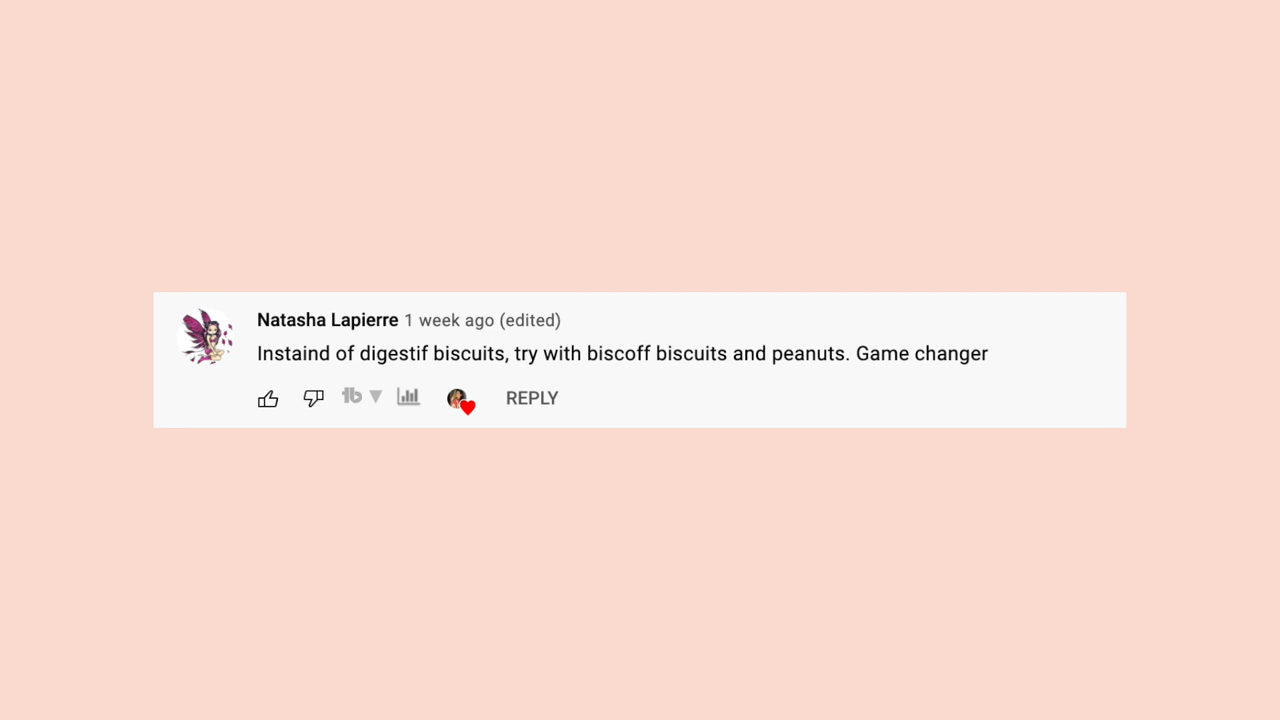 Natasha Lapierre 1 week ago (edited)
Instaind of digestif biscuits, try with biscoff biscuits and peanuts. Game changer
tb REPLY